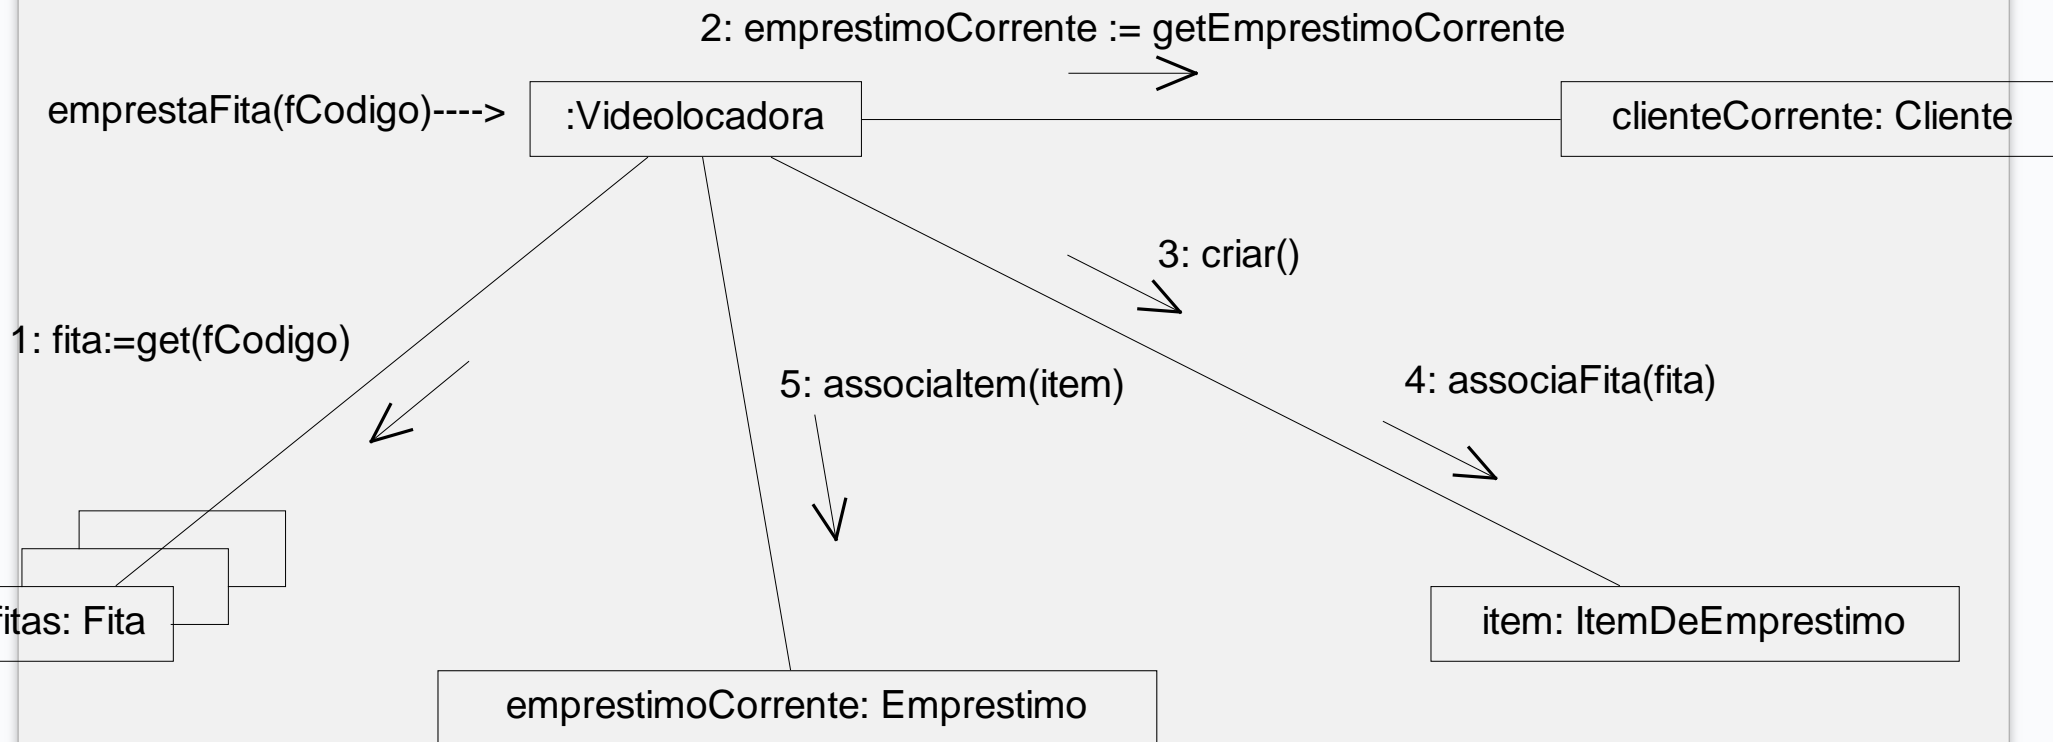 2: emprestimoCorrente := getEmprestimoCorrente
emprestaFita(fCodigo)---->
:Videolocadora
clienteCorrente: Cliente
3: criar()
1: fita:=get(fCodigo)
5: associaItem(item)
4: associaFita(fita)
fitas: Fita
item: ItemDeEmprestimo
emprestimoCorrente: Emprestimo